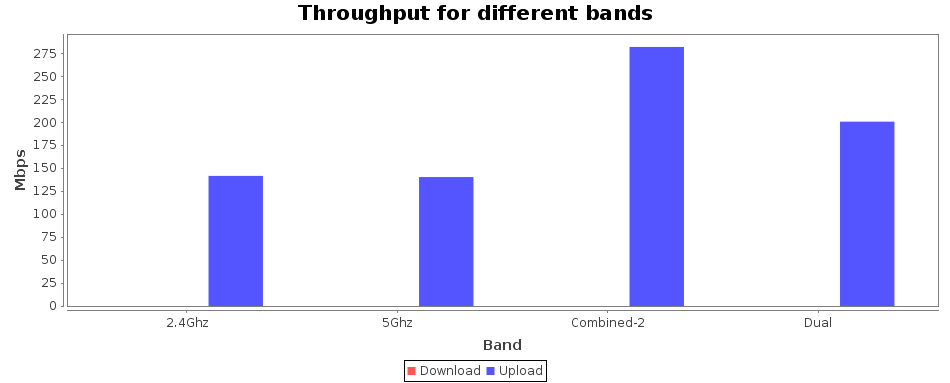 Throughput for different bands
Mbps
275
250
225
200
175
150
125
100
75
50
25
0
2.4Ghz 5Ghz Combined-2 Dual
Band
Download Upload